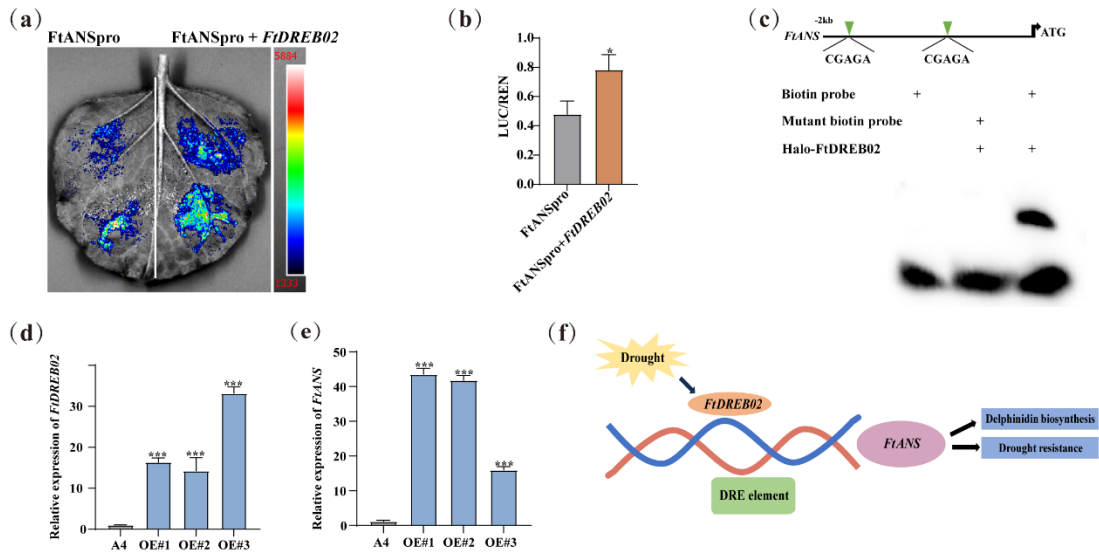 (a)
FtANSpro
FtANSpro + FtDREB02
5884
1333
(b)
LUC/REN
1.0
0.8
0.6
0.4
0.2
0.0
*
FtANSpro
FtANSpro+FtDREB02
(c)
-2kb
FtANS
ATG
CGAGA
CGAGA
Biotin probe + +
Mutant biotin probe +
Halo-FtDREB02 + +
(d)
Relative expression of FtDREB02
30
20
10
0
***
***
***
A4 OE#1 OE#2 OE#3
(e)
Relative expression of FtANS
50
40
30
20
10
0
***
***
***
A4 OE#1 OE#2 OE#3
(f)
Drought
FtDREB02
FtANS
Delphinidin biosynthesis
Drought resistance
DRE element